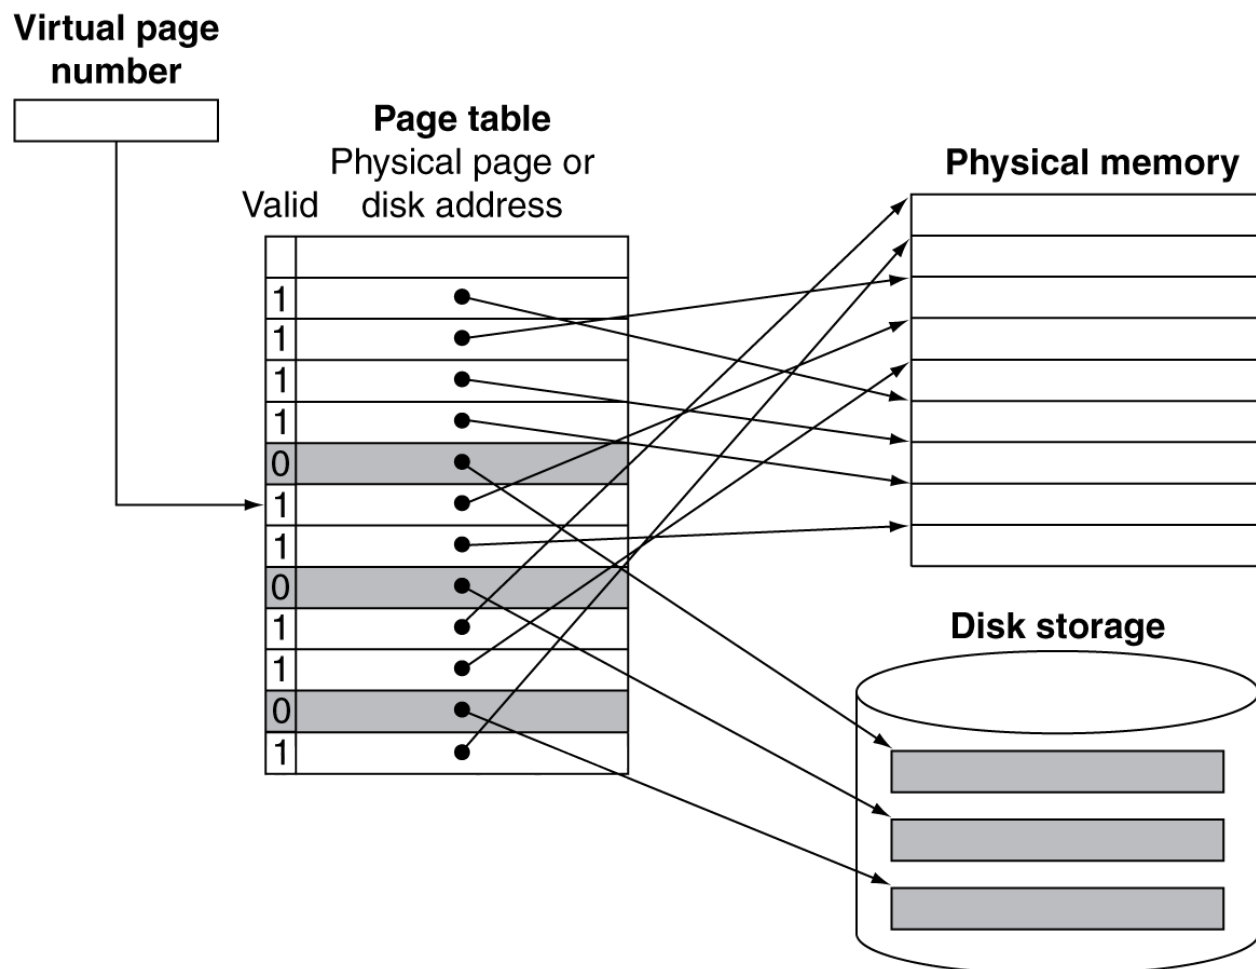 Virtual page
number
Page table
Physical page or
Valid disk address
Physical memory
1
1
1
1
0
1
1
0
1
1
0
1
Disk storage